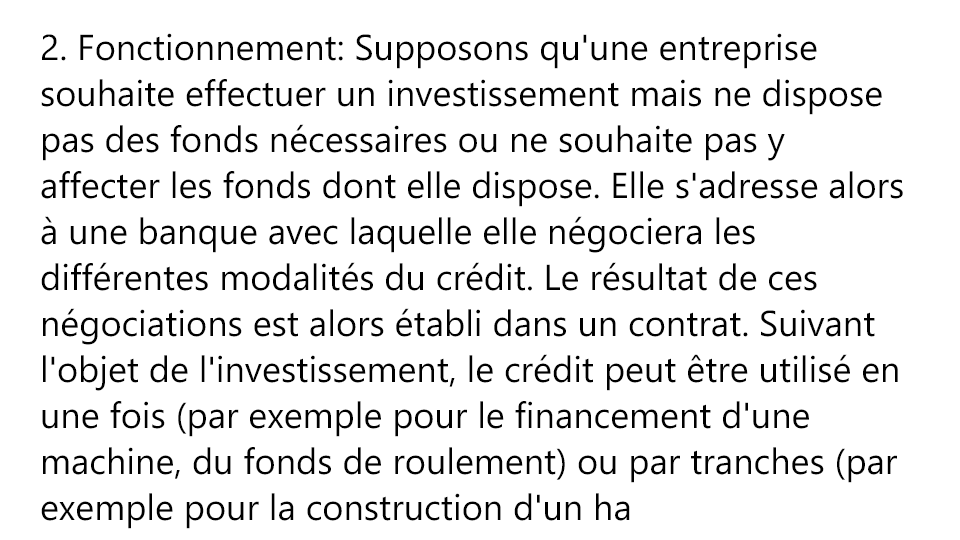 2. Fonctionnement: Supposons qu'une entreprise
souhaite effectuer un investissement mais ne dispose
pas des fonds nécessaires ou ne souhaite pas y
affecter les fonds dont elle dispose. Elle s'adresse alors
à une banque avec laquelle elle négociera les
différentes modalités du crédit. Le résultat de ces
négociations est alors établi dans un contrat. Suivant
l'objet de l'investissement, le crédit peut être utilisé en
une fois (par exemple pour le financement d'une
machine, du fonds de roulement) ou par tranches (par
exemple pour la construction d'un ha